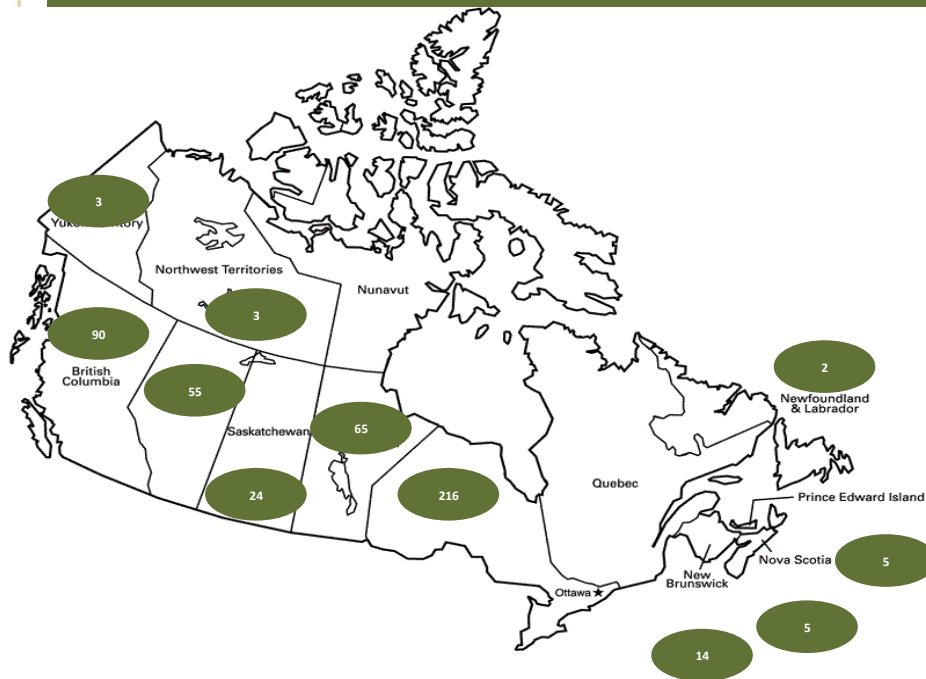 3
Northwest Territories
Nunavut
3
90
British
Columbia
55
2
Newfoundland
& Labrador
Saskatchewan
65
24
216
Quebec
Prince Edward Island
Nova Scotia
5
New
Brunswick
Ottawa
5
14